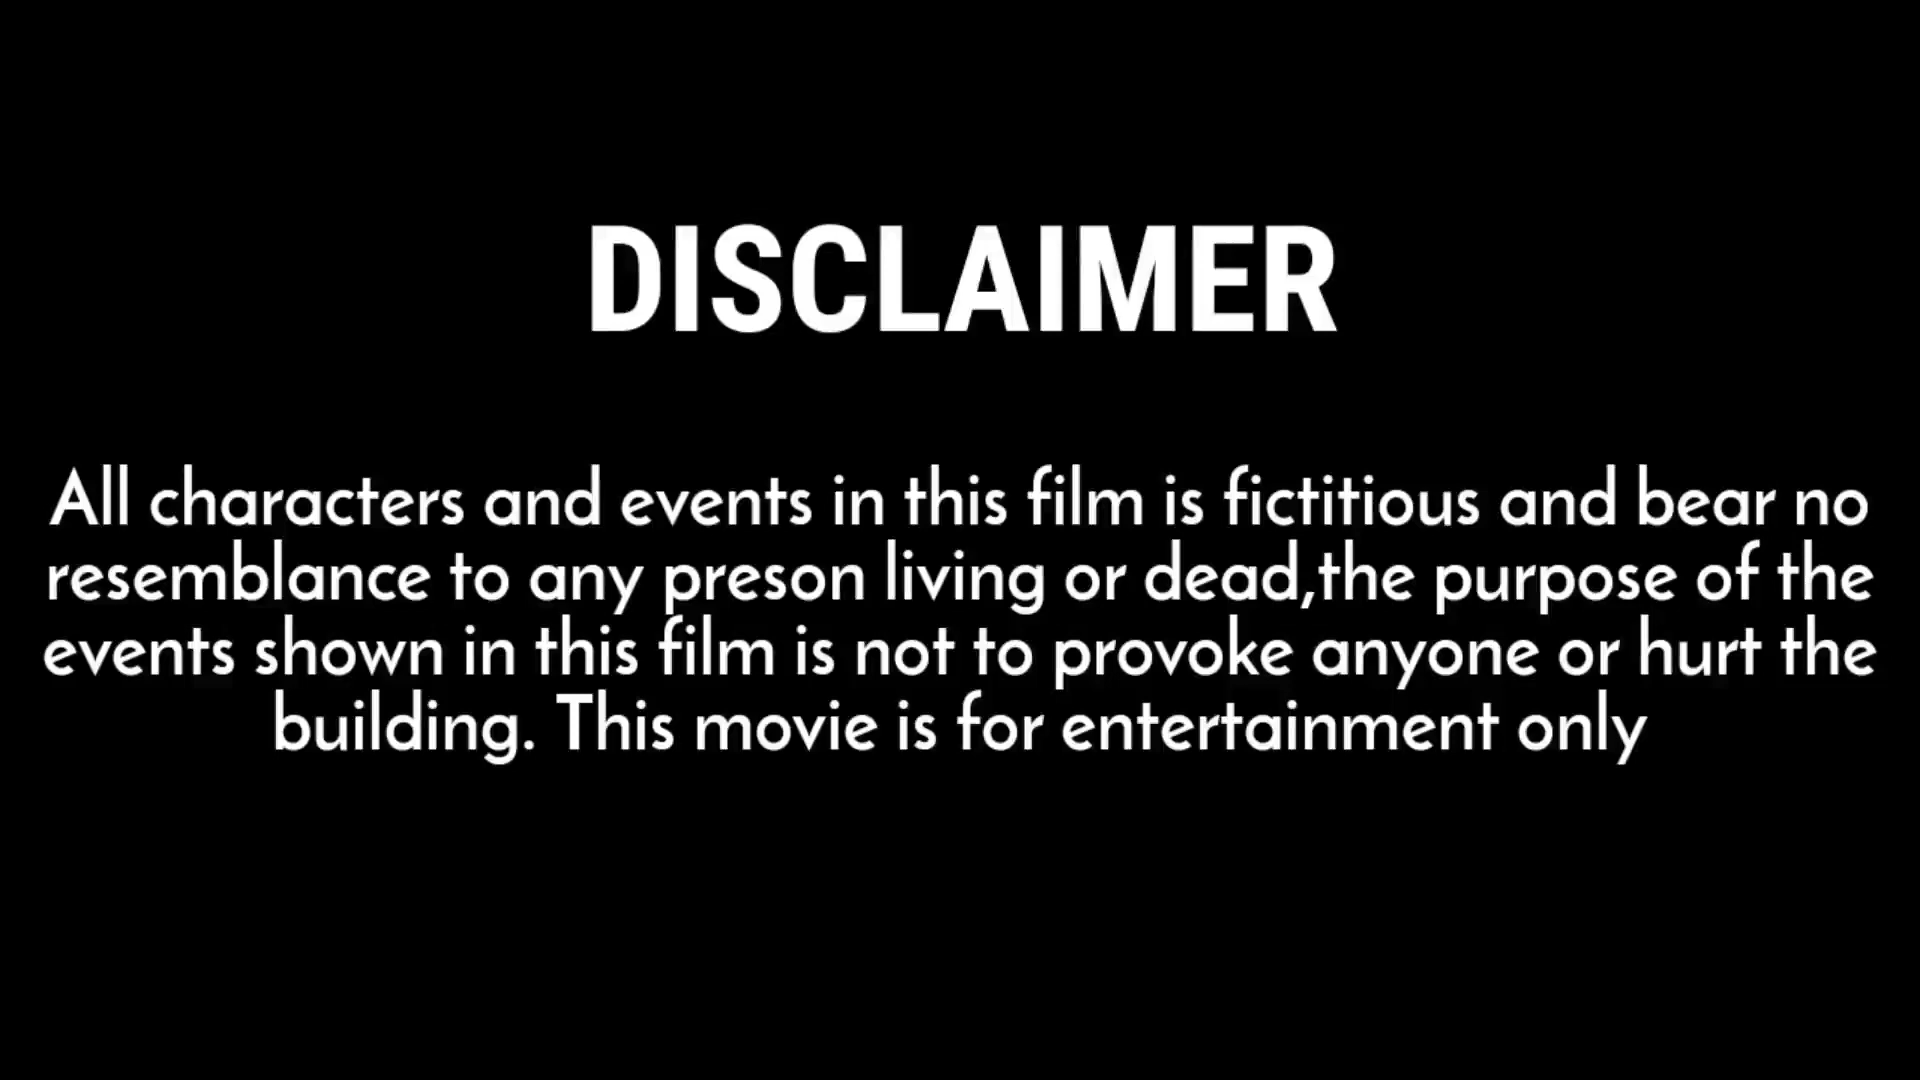 DISCLAIMER
All characters and events in this film is fictitious and bear no
resemblance to any preson living or dead,the purpose of the
events shown in this film is not to provoke anyone or hurt the
building. This movie is for entertainment only